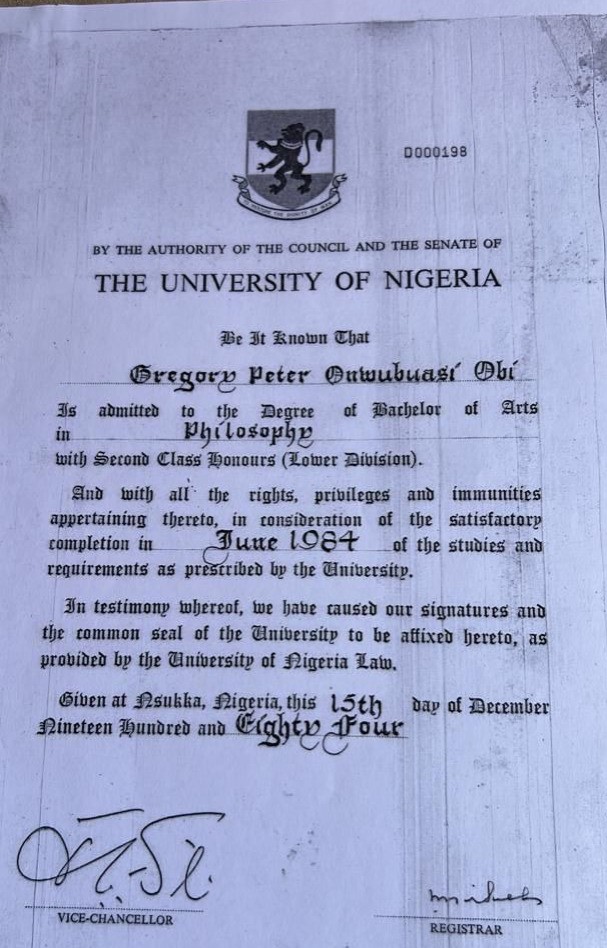 D000198
BY THE AUTHORITY OF THE COUNCIL AND THE SENATE OF
THE UNIVERSITY OF NIGERIA
Be It Known That
Gregory Peter Onwubuasi Obi
Is admitted to the Degree of Bachelor of Arts
in Philosophy
with Second Class Honours (Lower Division).
And with all the rights, privileges and immunities
appertaining thereto, in consideration of the satisfactory
completion in June 1984 of the studies and
requirements as prescribed by the University.
In testimony whereof, we have caused our signatures and
the common seal of the University to be affixed hereto, as
provided by the University of Nigeria Law.
Given at Nsukka, Nigeria, this 15th day of December
Nineteen Hundred and Eighty Four
VICE-CHANCELLOR
REGISTRAR